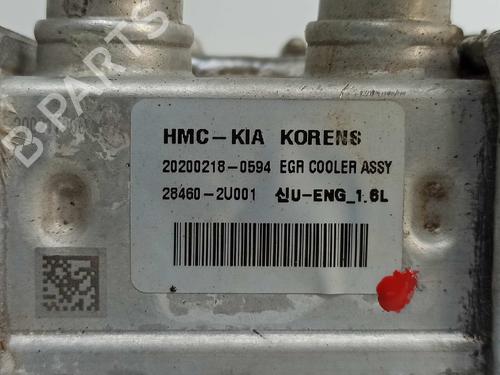 B-PARTS
HMC-KIA KORENS
20200218-0594 EGR COOLER ASSY
28460-2U001 신U-ENG_1.6L